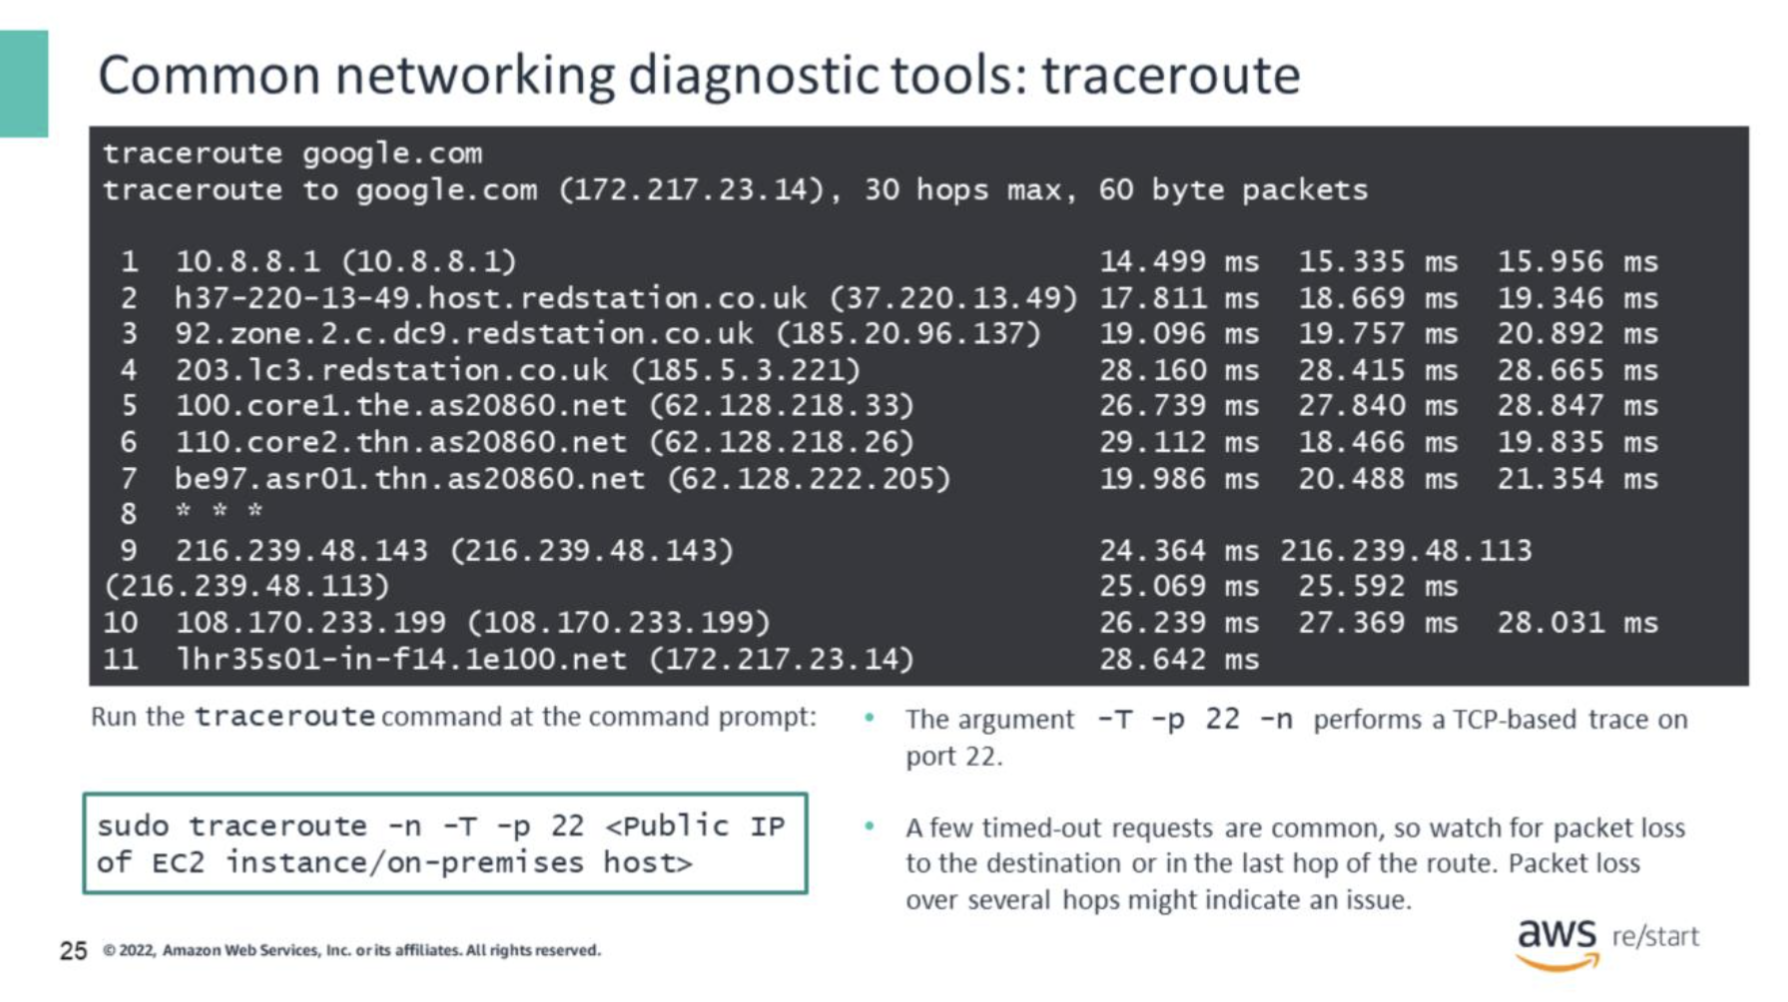 Common networking diagnostic tools: traceroute
traceroute google.com
traceroute to google.com (172.217.23.14), 30 hops max, 60 byte packets
1 10.8.8.1 (10.8.8.1) 14.499 ms 15.335 ms 15.956 ms
2 h37-220-13-49.host.redstation.co.uk (37.220.13.49) 17.811 ms 18.669 ms 19.346 ms
3 92.zone.2.c.dc9.redstation.co.uk (185.20.96.137) 19.096 ms 19.757 ms 20.892 ms
4 203.lc3.redstation.co.uk (185.5.3.221) 28.160 ms 28.415 ms 28.665 ms
5 100.core1.the.as20860.net (62.128.218.33) 26.739 ms 27.840 ms 28.847 ms
6 110.core2.thn.as20860.net (62.128.218.26) 29.112 ms 18.466 ms 19.835 ms
7 be97.asr01.thn.as20860.net (62.128.222.205) 19.986 ms 20.488 ms 21.354 ms
8 * * *
9 216.239.48.143 (216.239.48.143) 24.364 ms 216.239.48.113
(216.239.48.113) 25.069 ms 25.592 ms
10 108.170.233.199 (108.170.233.199) 26.239 ms 27.369 ms 28.031 ms
11 lhr35s01-in-f14.1e100.net (172.217.23.14) 28.642 ms
Run the traceroute command at the command prompt:
sudo traceroute -n -T -p 22 <Public IP
of EC2 instance/on-premises host>
• The argument -T -p 22 -n performs a TCP-based trace on
port 22.
• A few timed-out requests are common, so watch for packet loss
to the destination or in the last hop of the route. Packet loss
over several hops might indicate an issue.
25 © 2022, Amazon Web Services, Inc. or its affiliates. All rights reserved.
aws re/start